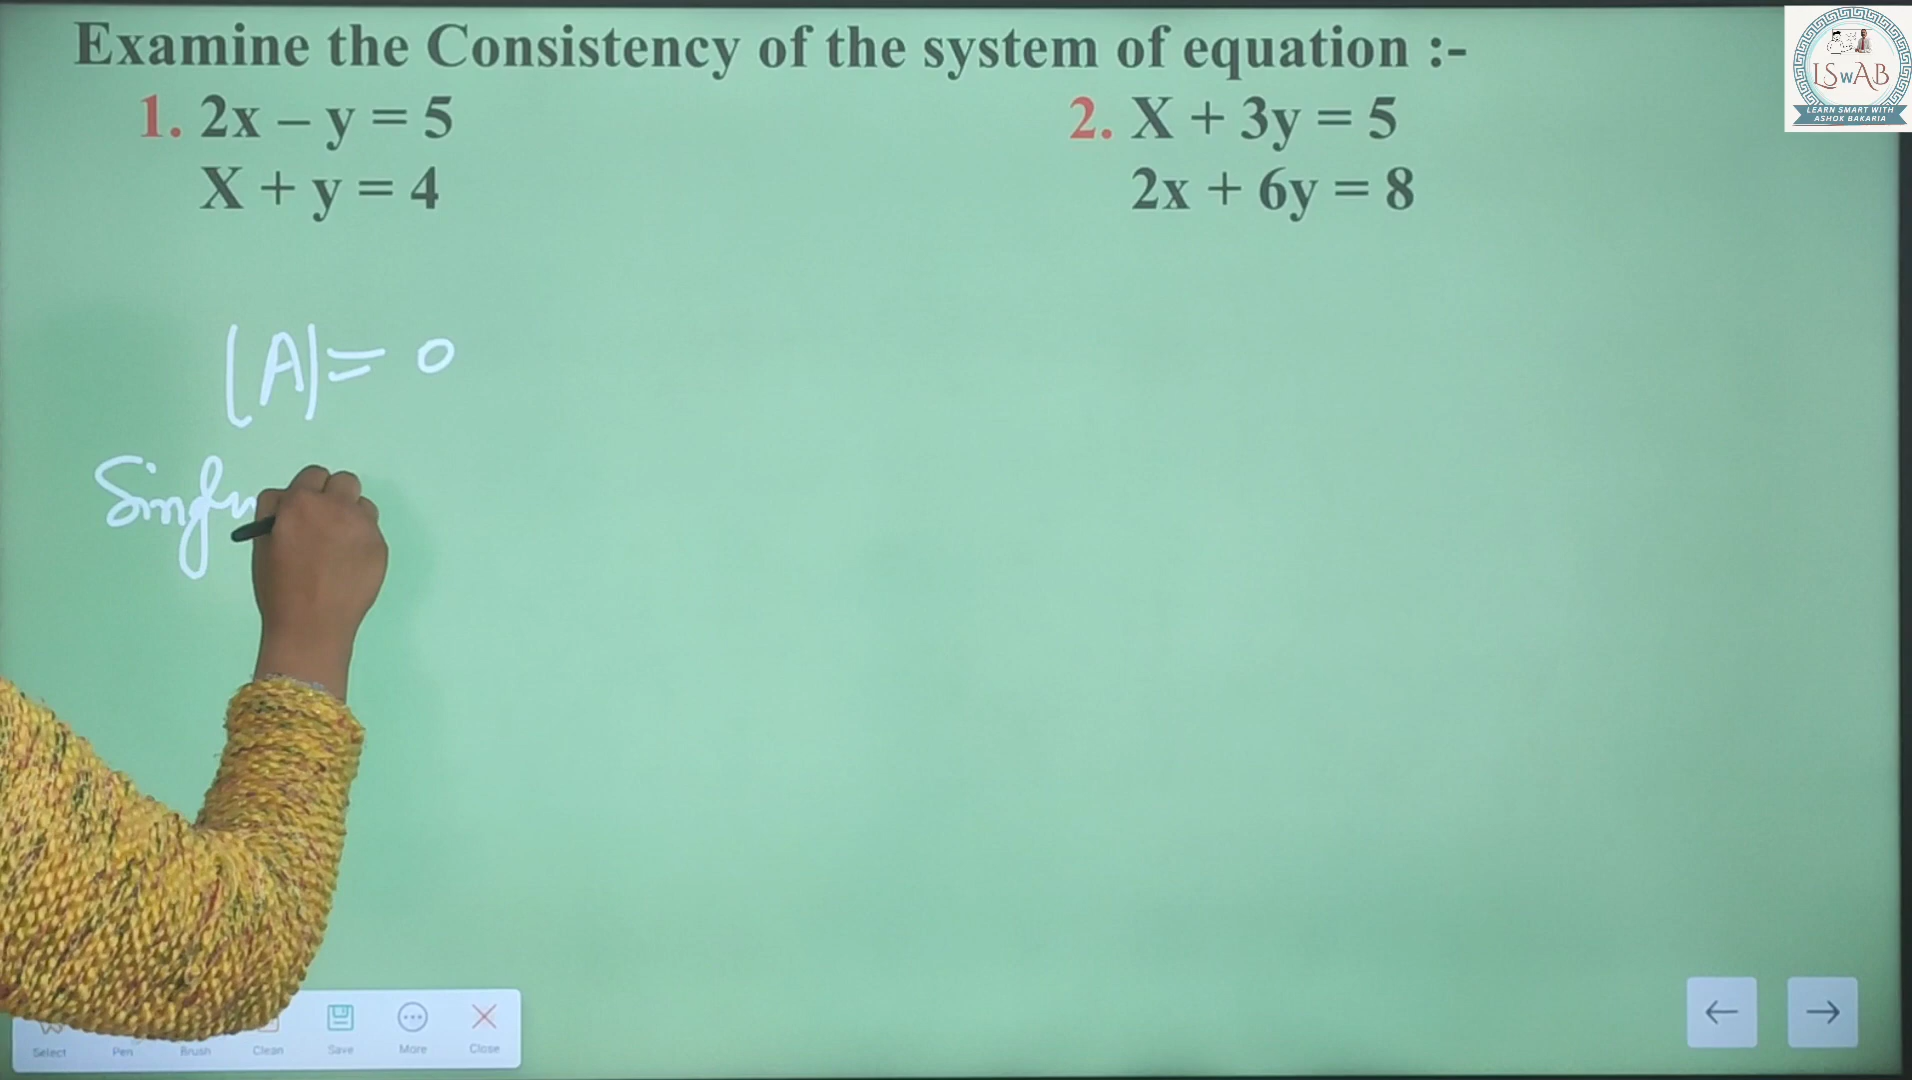 Examine the Consistency of the system of equation :-
1. 2x – y = 5
X + y = 4
2. X + 3y = 5
2x + 6y = 8
|A| = 0
LSwAB
LEARN SMART WITH
ASHOK BAKARIA
Select Pen Brush Clean Save More Close